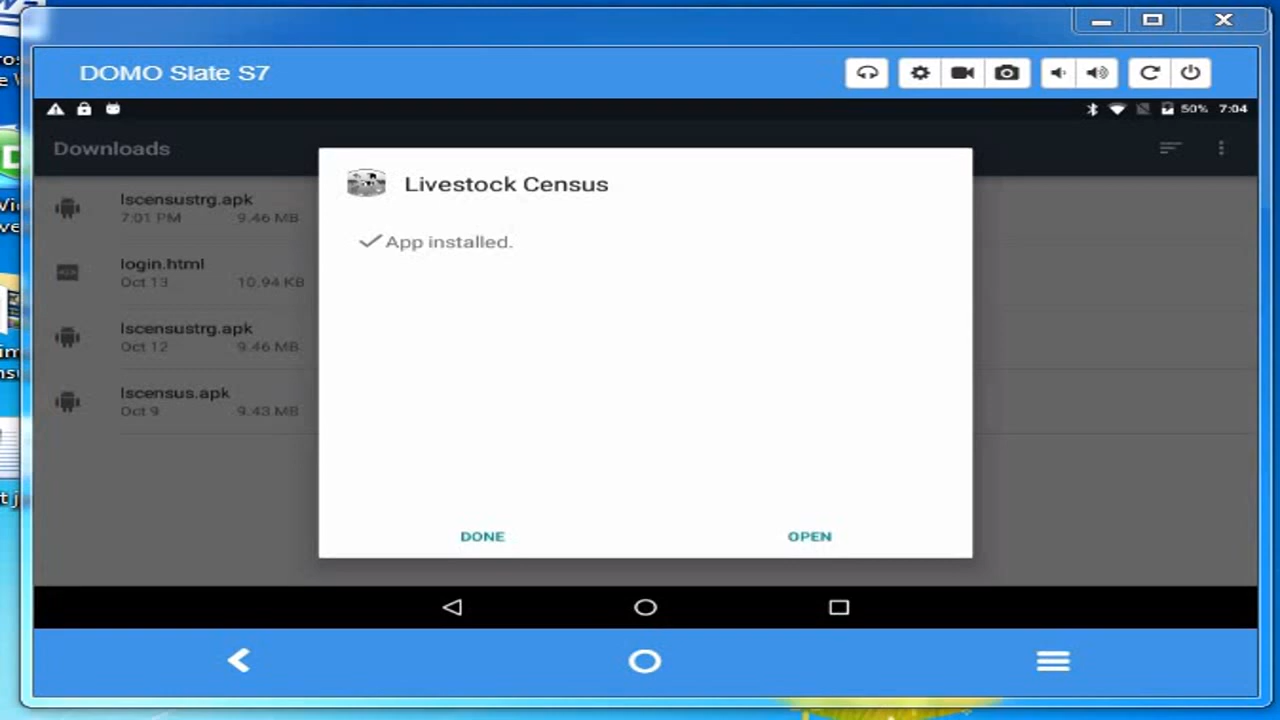 DOMO Slate S7
50% 7:04
Downloads
lscensustrg.apk
7:01 PM 9.46 MB
login.html
Oct 13 10.94 KB
lscensustrg.apk
Oct 12 9.46 MB
lscensus.apk
Oct 9 9.43 MB
Livestock Census
App installed.
DONE OPEN